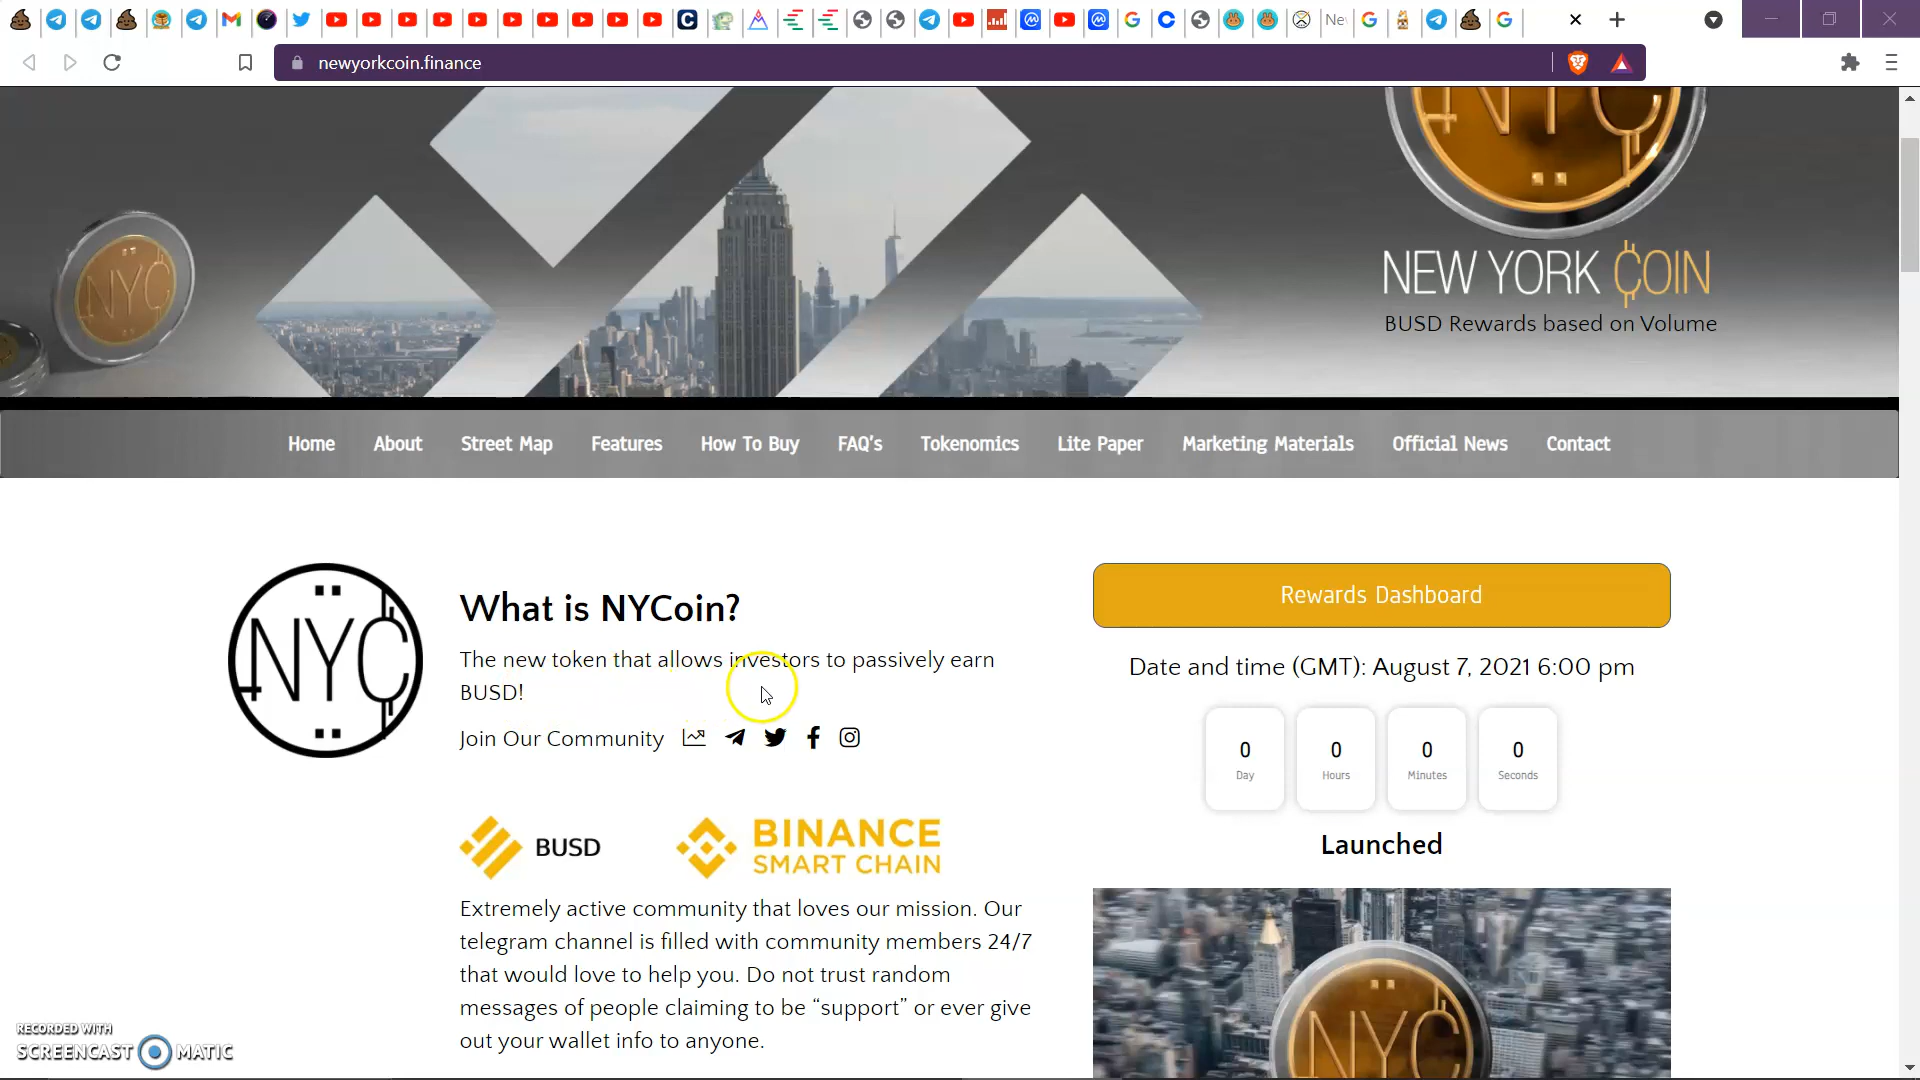 Ne
newyorkcoin.finance
NYC
NYC
NEW YORK COIN
BUSD Rewards based on Volume
Home About Street Map Features How To Buy FAQ's Tokenomics Lite Paper Marketing Materials Official News Contact
NYC
What is NYCoin?
The new token that allows investors to passively earn
BUSD!
Join Our Community
BUSD
BINANCE
SMART CHAIN
Extremely active community that loves our mission. Our
telegram channel is filled with community members 24/7
that would love to help you. Do not trust random
messages of people claiming to be “support” or ever give
out your wallet info to anyone.
Rewards Dashboard
Date and time (GMT): August 7, 2021 6:00 pm
0 0 0 0
Day Hours Minutes Seconds
Launched
NYC
RECORDED WITH
SCREENCAST MATIC